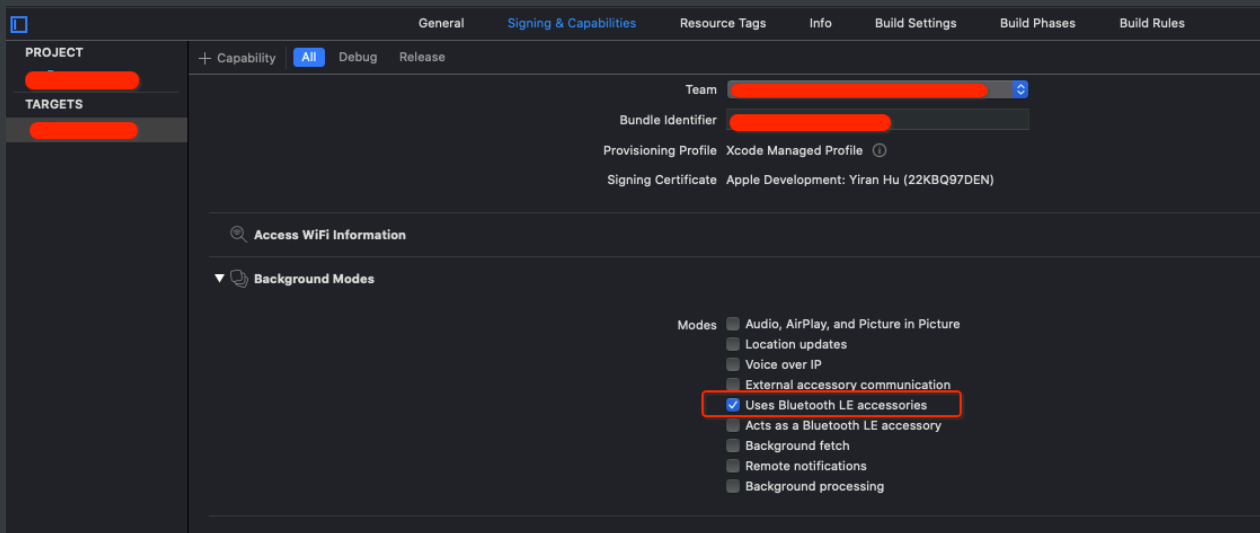 General Signing & Capabilities Resource Tags Info Build Settings Build Phases Build Rules
PROJECT
TARGETS
+ Capability All Debug Release
Team
Bundle Identifier
Provisioning Profile Xcode Managed Profile
Signing Certificate Apple Development: Yiran Hu (22KBQ97DEN)
Access WiFi Information
Background Modes
Modes Audio, AirPlay, and Picture in Picture
Location updates
Voice over IP
External accessory communication
Uses Bluetooth LE accessories
Acts as a Bluetooth LE accessory
Background fetch
Remote notifications
Background processing